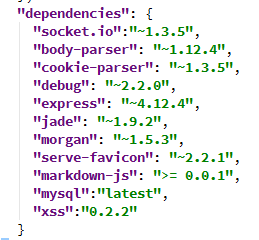 "dependencies": {
"socket.io":"~1.3.5",
"body-parser": "~1.12.4",
"cookie-parser": "~1.3.5",
"debug": "~2.2.0",
"express": "~4.12.4",
"jade": "~1.9.2",
"morgan": "~1.5.3",
"serve-favicon": "~2.2.1",
"markdown-js": ">= 0.0.1",
"mysql":"latest",
"xss":"0.2.2"
}